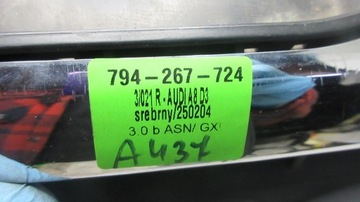 794-267-724
3/021 R - AUDI A8 D3
srebrny/250204
3.0 b ASN/ GX
A437